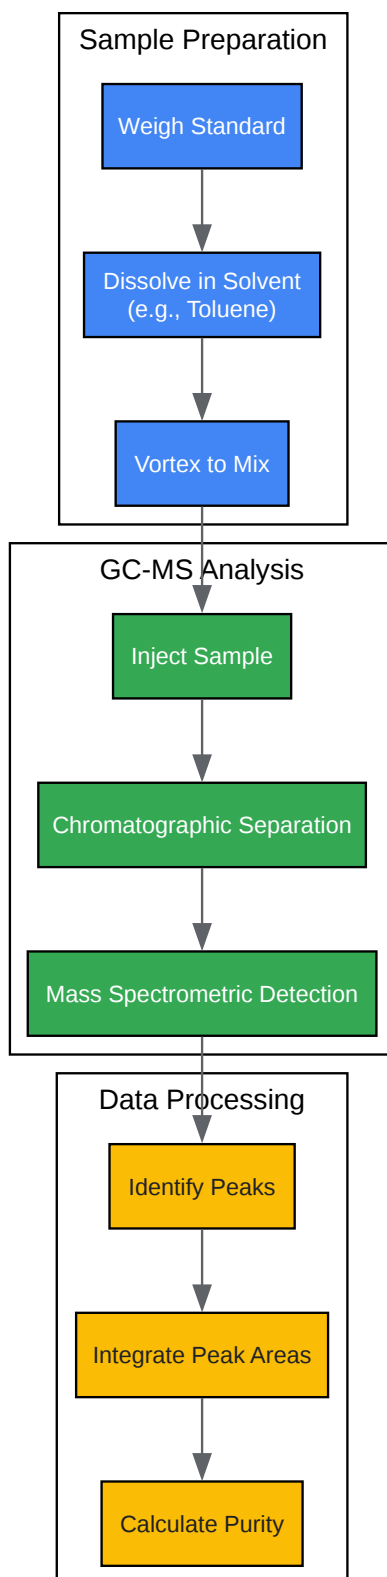 Sample Preparation
Weigh Standard
Dissolve in Solvent
(e.g., Toluene)
Vortex to Mix
GC-MS Analysis
Inject Sample
Chromatographic Separation
Mass Spectrometric Detection
Data Processing
Identify Peaks
Integrate Peak Areas
Calculate Purity